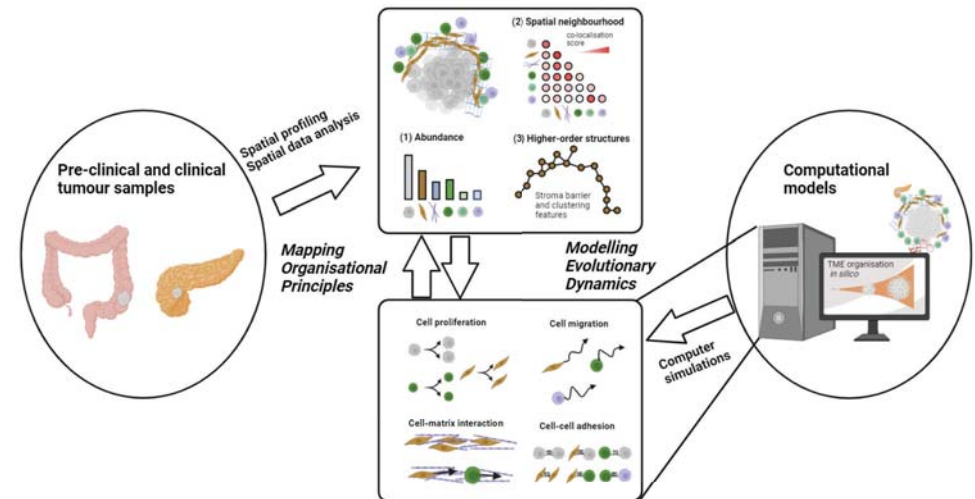 Pre-clinical and clinical
tumour samples
Spatial profiling
Spatial data analysis
(2) Spatial neighbourhood
co-localisation
score
(1) Abundance
(3) Higher-order structures
Stroma barrier
and clustering
features
Mapping
Organisational
Principles
Modelling
Evolutionary
Dynamics
Cell proliferation
Cell migration
Cell-matrix interaction
Cell-cell adhesion
Computer
simulations
Computational
models
TME organisation
in silico